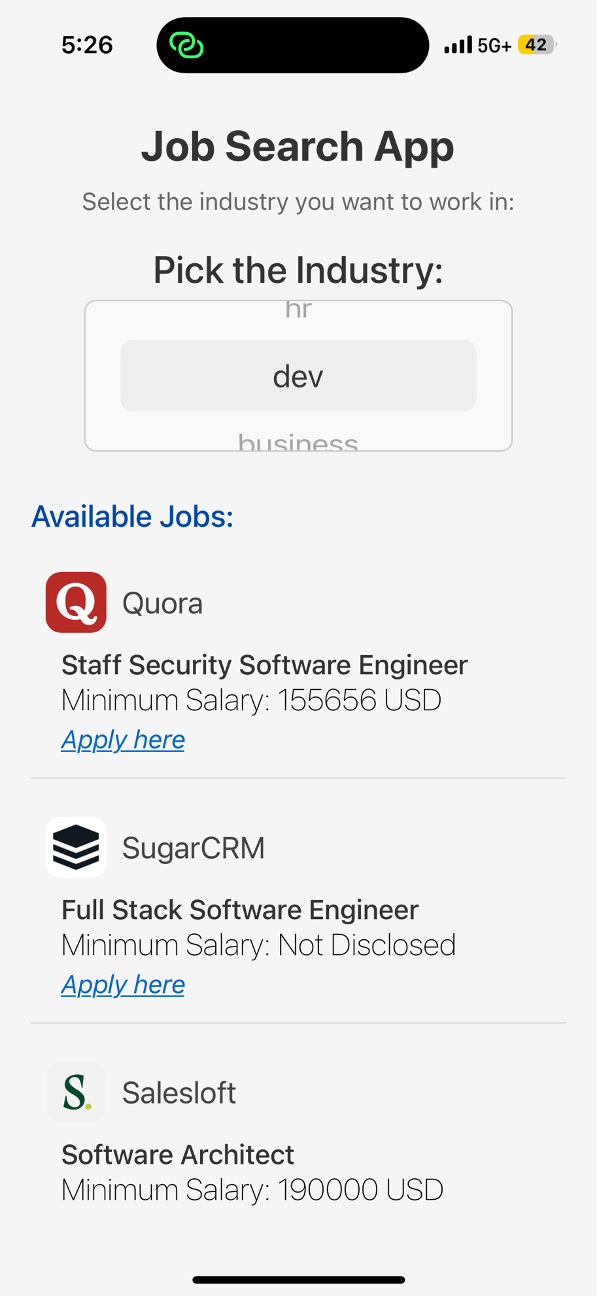 5:26
5G+ 42
Job Search App
Select the industry you want to work in:
Pick the Industry:
hr
dev
business
Available Jobs:
Q
Quora
Staff Security Software Engineer
Minimum Salary: 155656 USD
Apply here
SugarCRM
Full Stack Software Engineer
Minimum Salary: Not Disclosed
Apply here
S.
Salesloft
Software Architect
Minimum Salary: 190000 USD